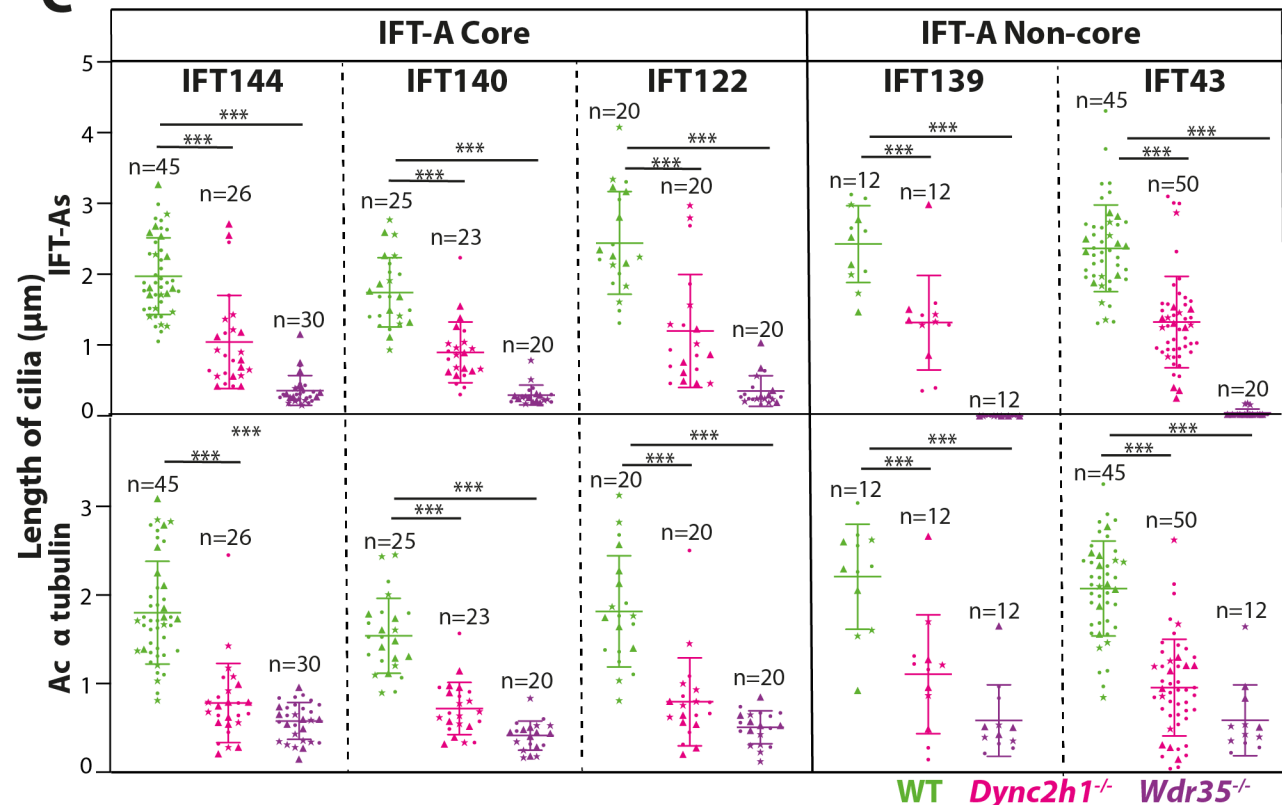 C
IFT-A Core
IFT-A Non-core
IFT144
IFT140
IFT122
IFT139
IFT43
Length of cilia (μm)
IFT-As
5
4
3
2
1
0
n=45
***
***
n=26
n=30
n=25
***
***
n=23
n=20
n=20
***
***
n=20
n=20
n=12
***
***
n=12
n=12
n=45
***
***
n=50
n=20
Ac α tubulin
3
2
1
0
n=45
***
***
n=26
n=30
n=25
***
***
n=23
n=20
n=20
***
***
n=20
n=20
n=12
***
***
n=12
n=12
n=45
***
***
n=50
n=12
WT Dync2h1-/- Wdr35-/-